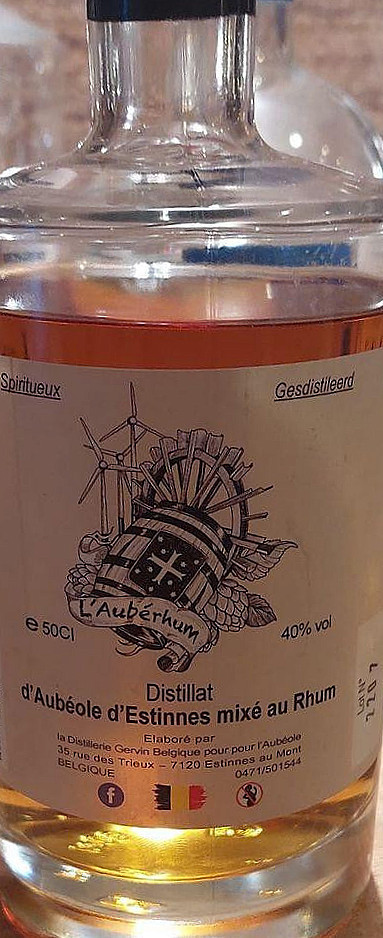 Spiritueux
Gesdistilleerd
L'Aubérhum
e 50Cl
40% vol
Distillat
d'Aubéole d'Estinnes mixé au Rhum
Elaboré par
la Distillerie Gervin Belgique pour pour l'Aubéole
35 rue des Trieux – 7120 Estinnes au Mont
BELGIQUE
0471/501544
f
Lot N°